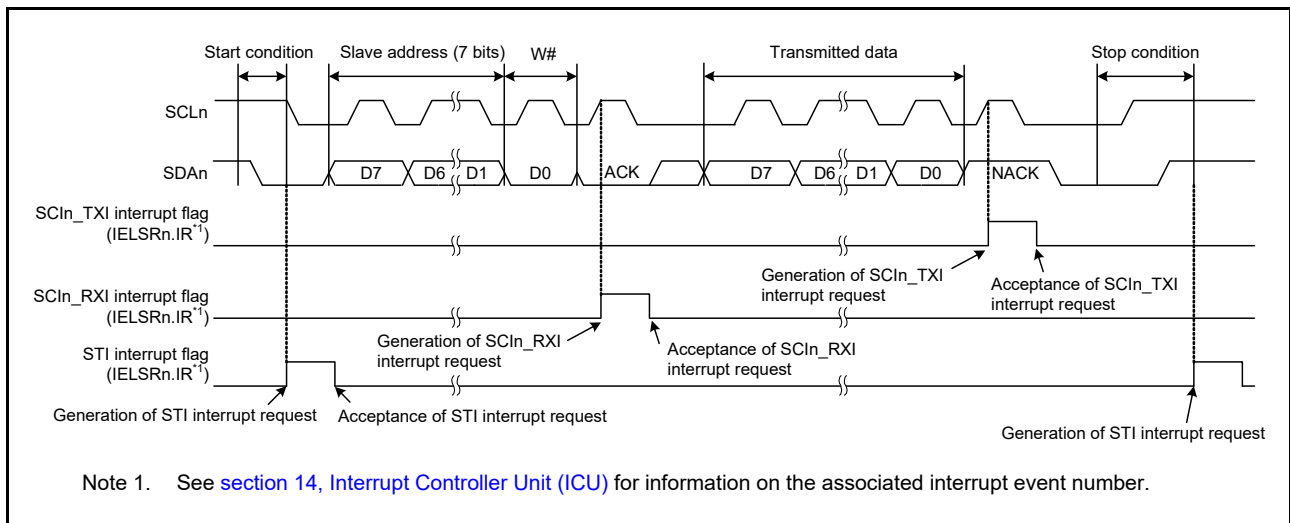 Start condition
Slave address (7 bits)
W#
Transmitted data
Stop condition
SCLn
SDAn
D7
D6
D1
D0
ACK
D7
D6
D1
D0
NACK
SCIn_TXI interrupt flag
(IELSRn.IR*1)
Generation of SCIn_TXI
interrupt request
Acceptance of SCIn_TXI
interrupt request
SCIn_RXI interrupt flag
(IELSRn.IR*1)
Generation of SCIn_RXI
interrupt request
Acceptance of SCIn_RXI
interrupt request
STI interrupt flag
(IELSRn.IR*1)
Generation of STI interrupt request
Acceptance of STI interrupt request
Generation of STI interrupt request
Note 1. See section 14, Interrupt Controller Unit (ICU) for information on the associated interrupt event number.